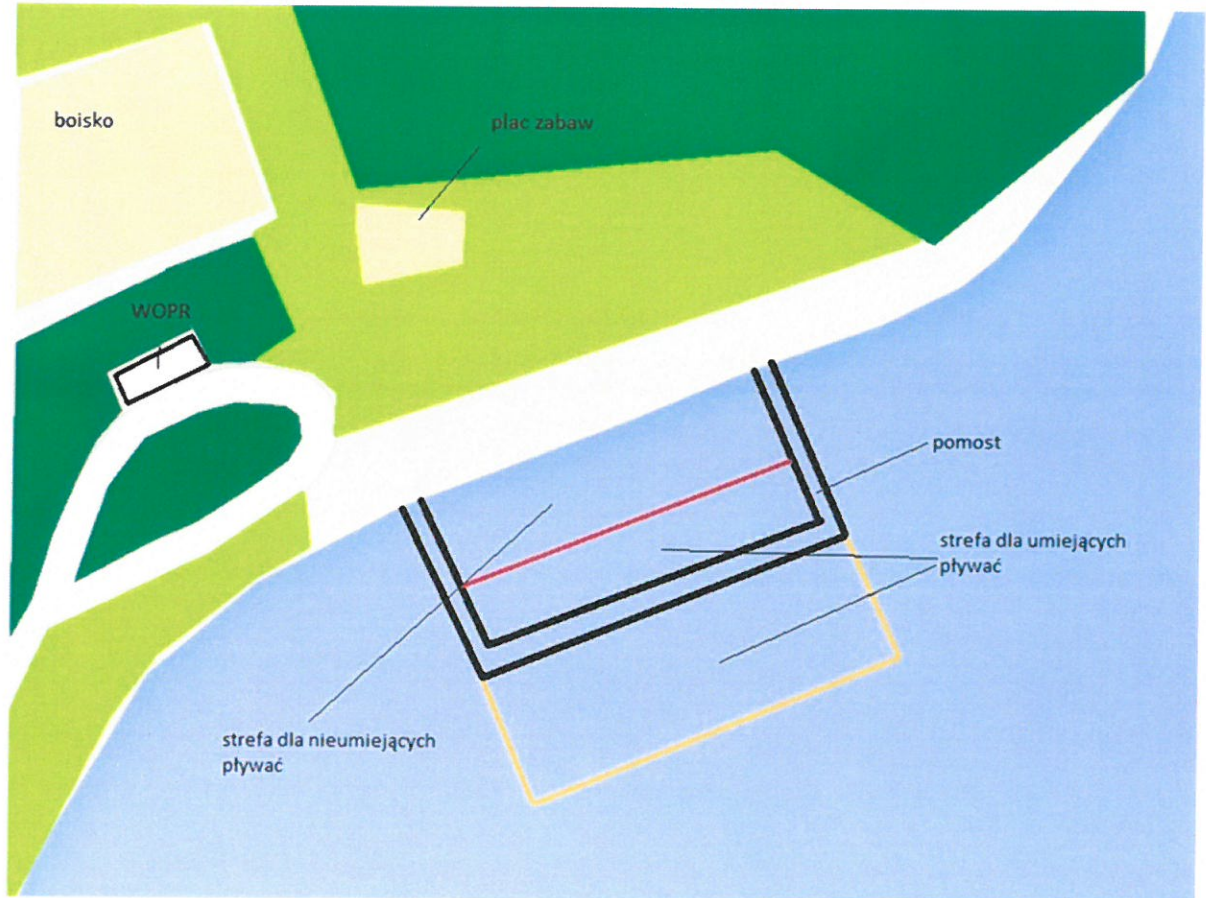 boisko
plac zabaw
WOPR
pomost
strefa dla umiejących
pływać
strefa dla nieumiejących
pływać